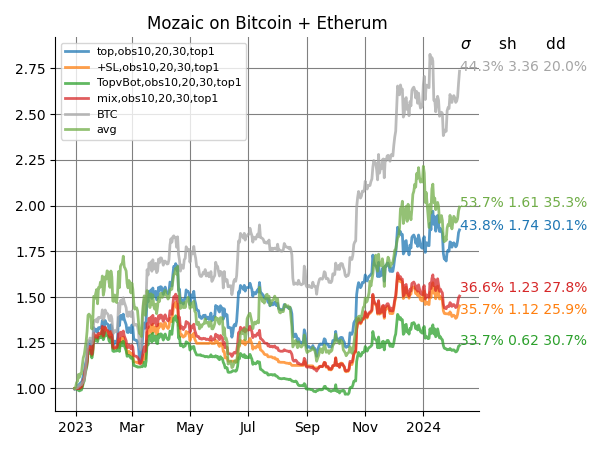 Mozaic on Bitcoin + Etherum
σ sh dd
top,obs10,20,30,top1
+SL,obs10,20,30,top1
TopvBot,obs10,20,30,top1
mix,obs10,20,30,top1
BTC
avg
44.3% 3.36 20.0%
53.7% 1.61 35.3%
43.8% 1.74 30.1%
36.6% 1.23 27.8%
35.7% 1.12 25.9%
33.7% 0.62 30.7%
2.75
2.50
2.25
2.00
1.75
1.50
1.25
1.00
2023 Mar May Jul Sep Nov 2024